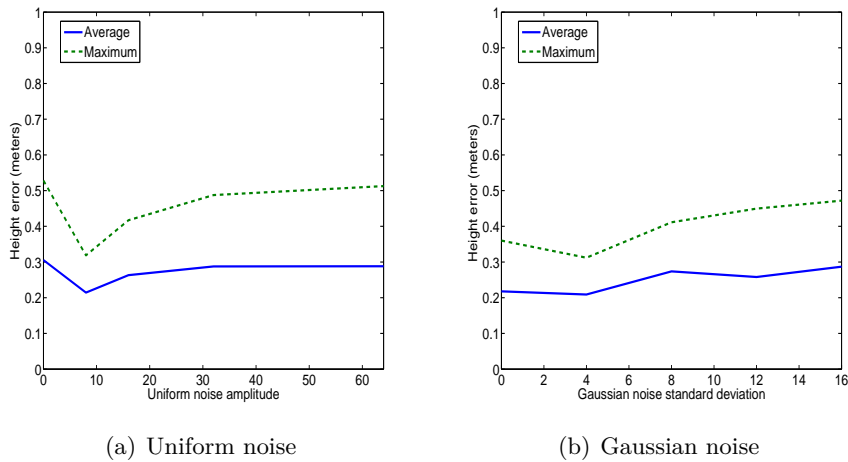 Average
Maximum
Height error (meters)
1
0.9
0.8
0.7
0.6
0.5
0.4
0.3
0.2
0.1
0
0 10 20 30 40 50 60
Uniform noise amplitude
(a) Uniform noise
Average
Maximum
Height error (meters)
1
0.9
0.8
0.7
0.6
0.5
0.4
0.3
0.2
0.1
0
0 2 4 6 8 10 12 14 16
Gaussian noise standard deviation
(b) Gaussian noise